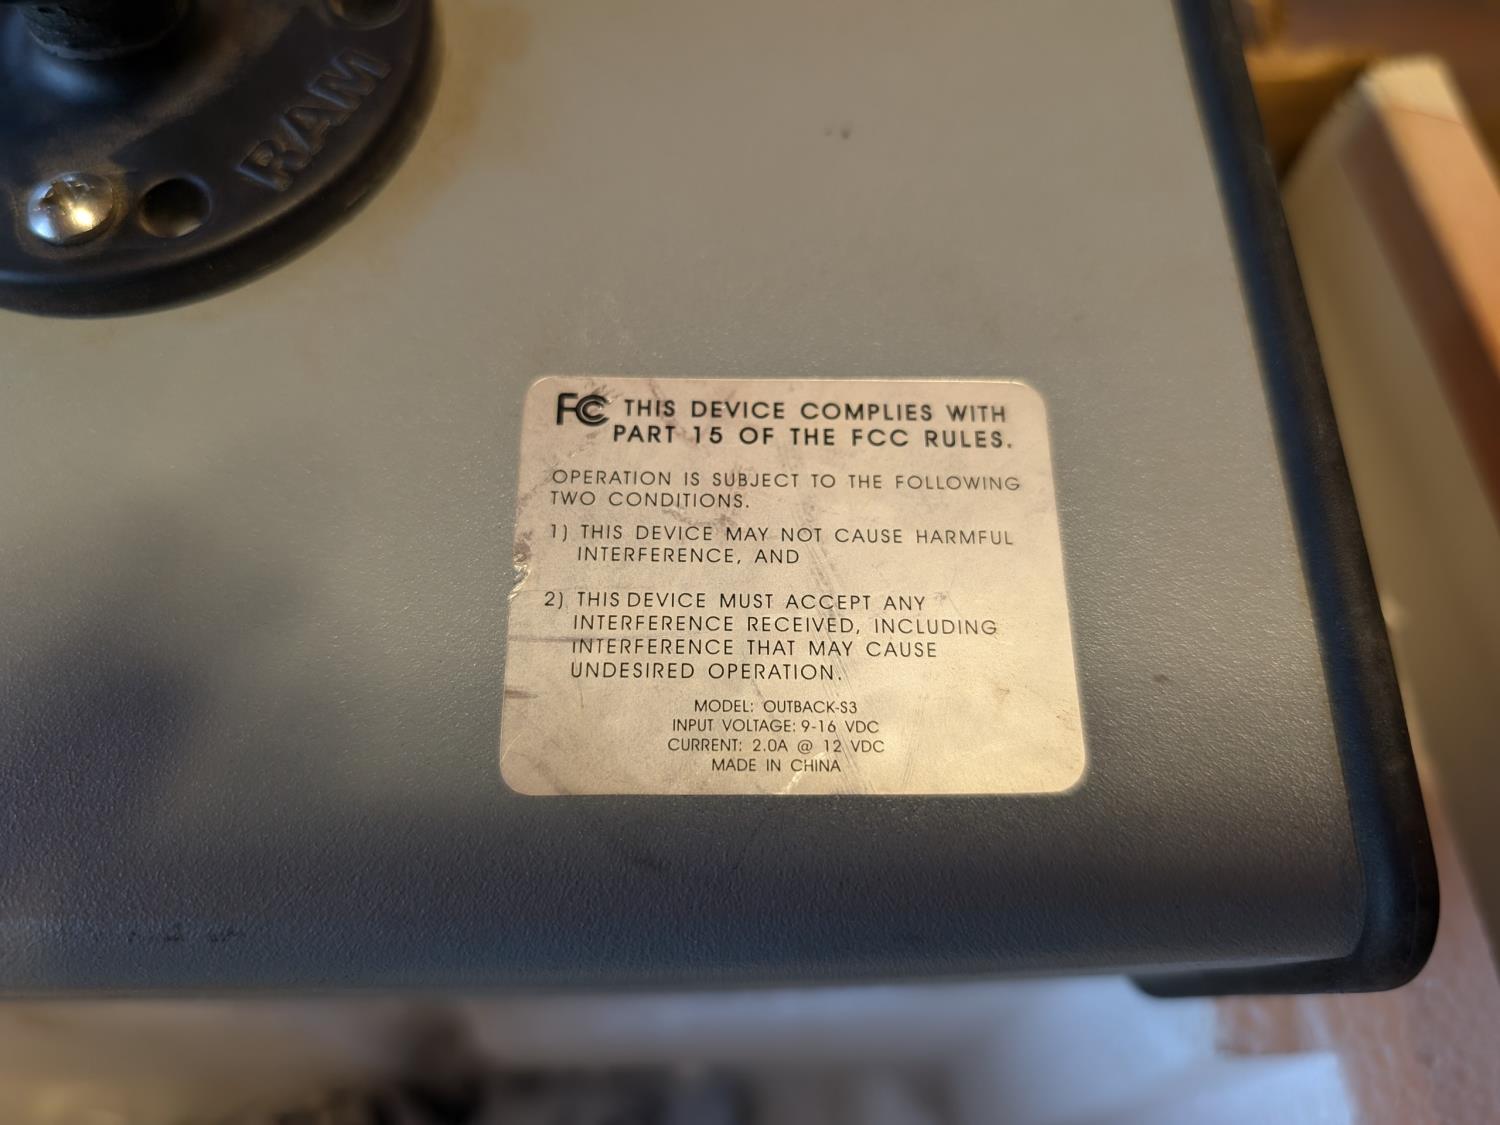 RAM
FC THIS DEVICE COMPLIES WITH
PART 15 OF THE FCC RULES.
OPERATION IS SUBJECT TO THE FOLLOWING
TWO CONDITIONS.
1) THIS DEVICE MAY NOT CAUSE HARMFUL
INTERFERENCE, AND
2) THIS DEVICE MUST ACCEPT ANY
INTERFERENCE RECEIVED, INCLUDING
INTERFERENCE THAT MAY CAUSE
UNDESIRED OPERATION.
MODEL: OUTBACK-S3
INPUT VOLTAGE: 9-16 VDC
CURRENT: 2.0A @ 12 VDC
MADE IN CHINA